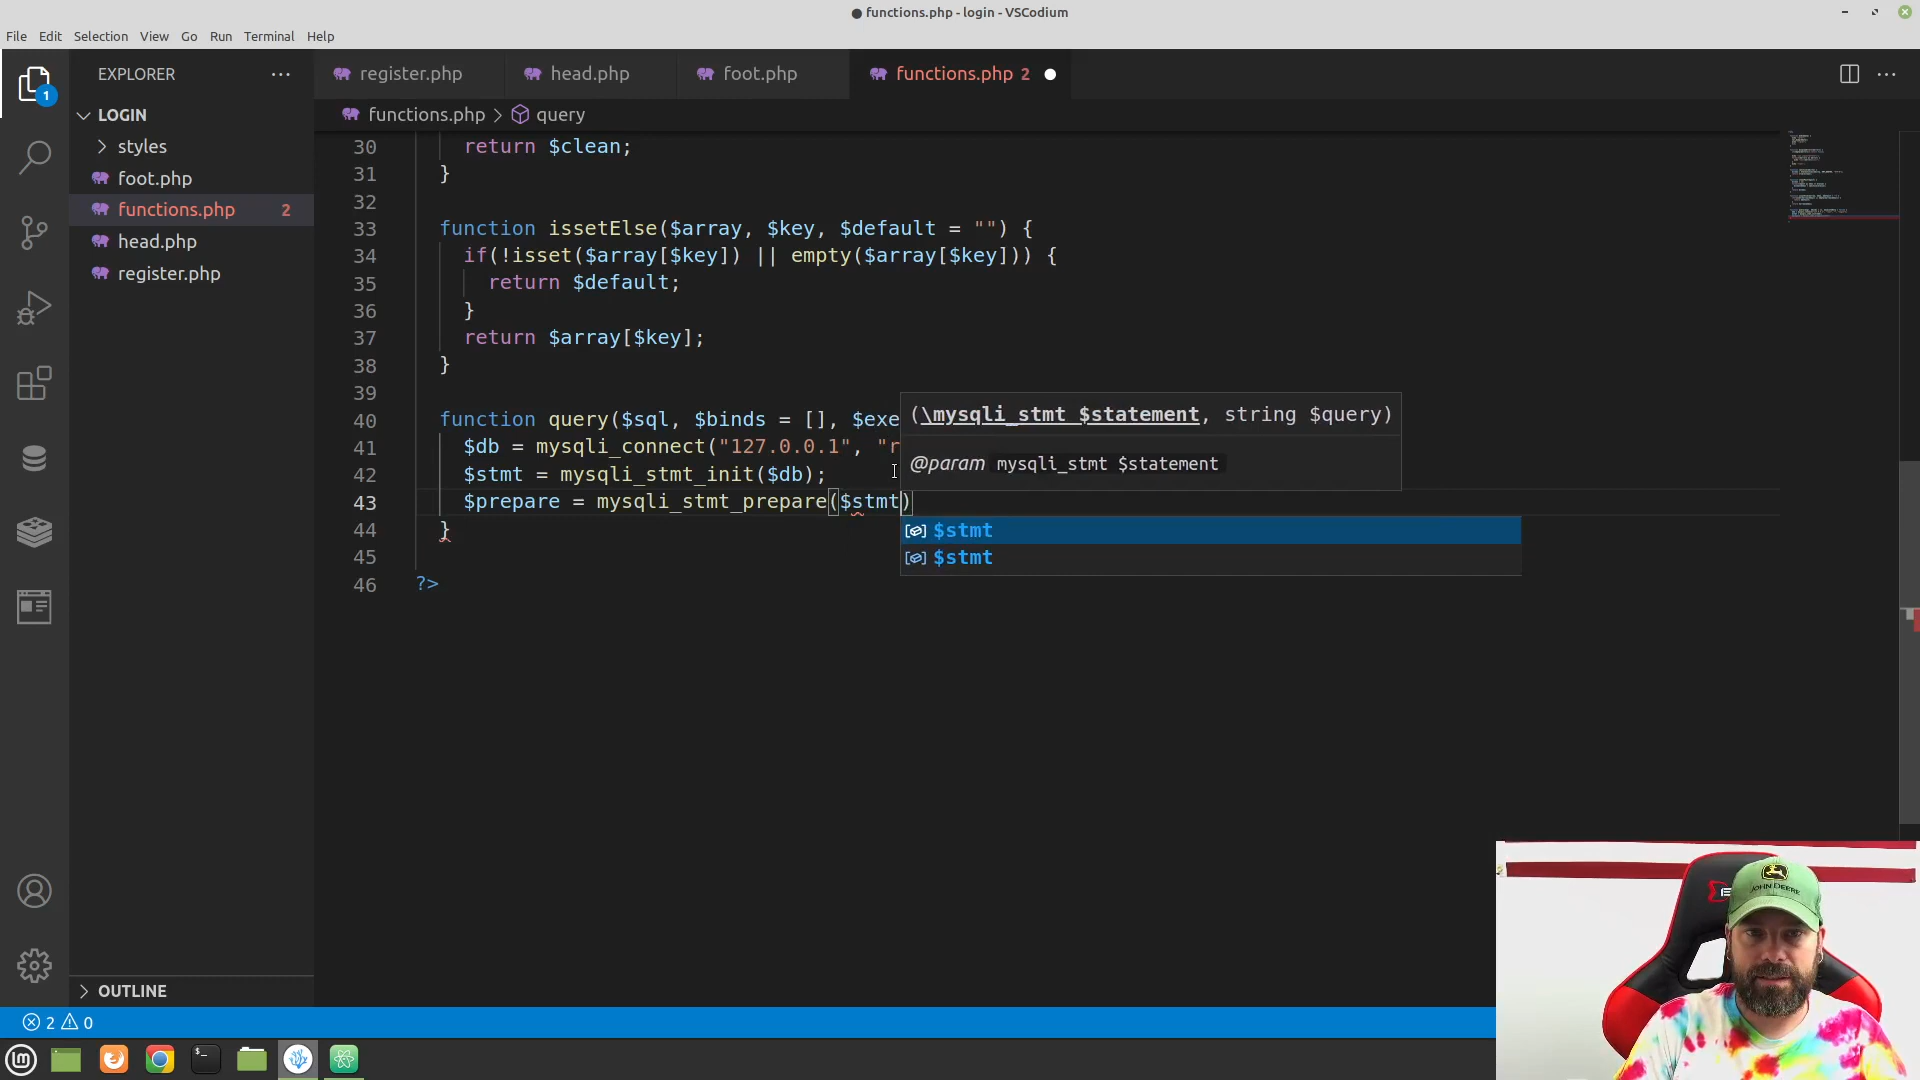 functions.php - login - VSCodium
File Edit Selection View Go Run Terminal Help
EXPLORER
register.php head.php foot.php functions.php 2
1
LOGIN
functions.php > query
styles
foot.php
functions.php 2
head.php
register.php
30 return $clean;
31 }
32
33 function issetElse($array, $key, $default = "") {
34 if(!isset($array[$key]) || empty($array[$key])) {
35 return $default;
36 }
37 return $array[$key];
38 }
39
40 function query($sql, $binds = [], $exe
(\mysqli_stmt $statement, string $query)
41 $db = mysqli_connect("127.0.0.1", "r
@param mysqli_stmt $statement
42 $stmt = mysqli_stmt_init($db);
43 $prepare = mysqli_stmt_prepare($stmt)
44 }
$stmt
$stmt
45
46 ?>
JOHN DEERE
OUTLINE
2 0